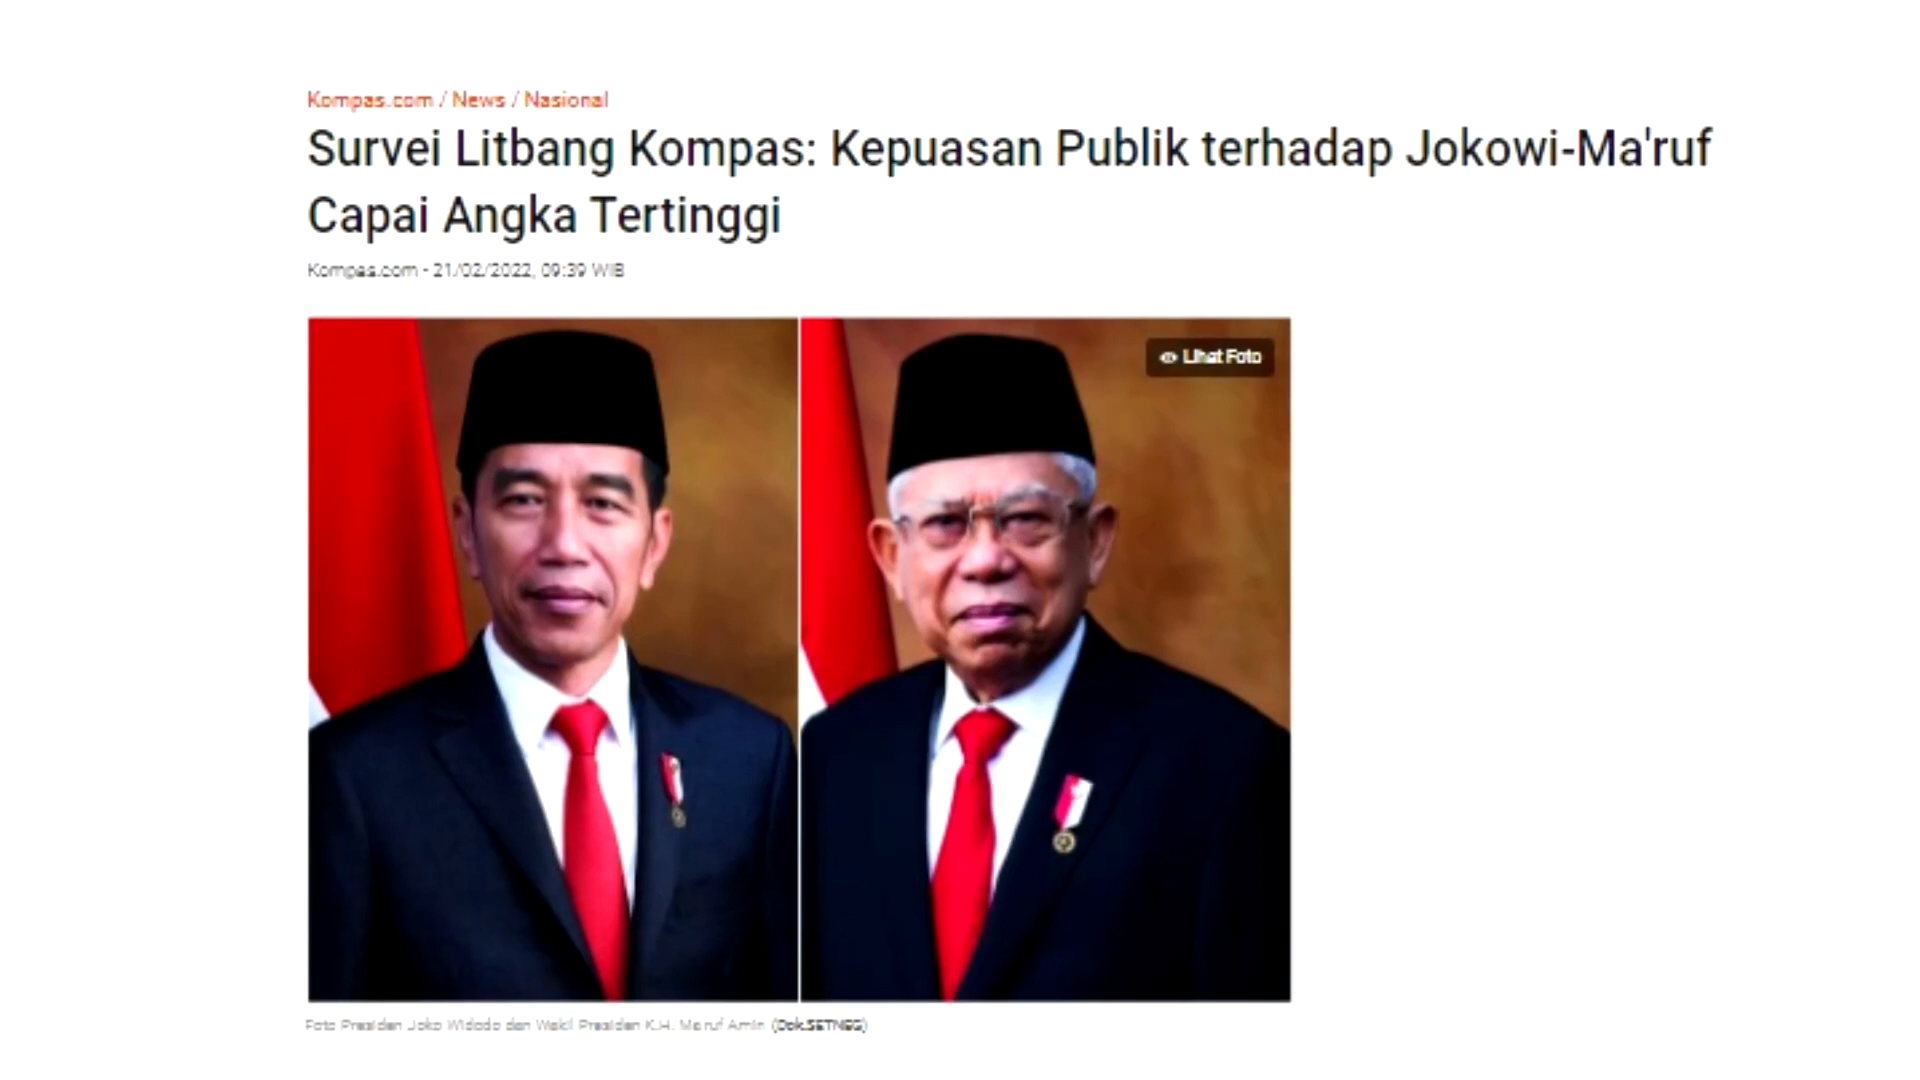 Kompas.com / News / Nasional
Survei Litbang Kompas: Kepuasan Publik terhadap Jokowi-Ma'ruf
Capai Angka Tertinggi
Kompas.com - 21/02/2022, 09:39 WIB
Lihat Foto
Foto Presiden Joko Widodo dan Wakil Presiden K.H. Ma'ruf Amin (Dok.SETNEG)